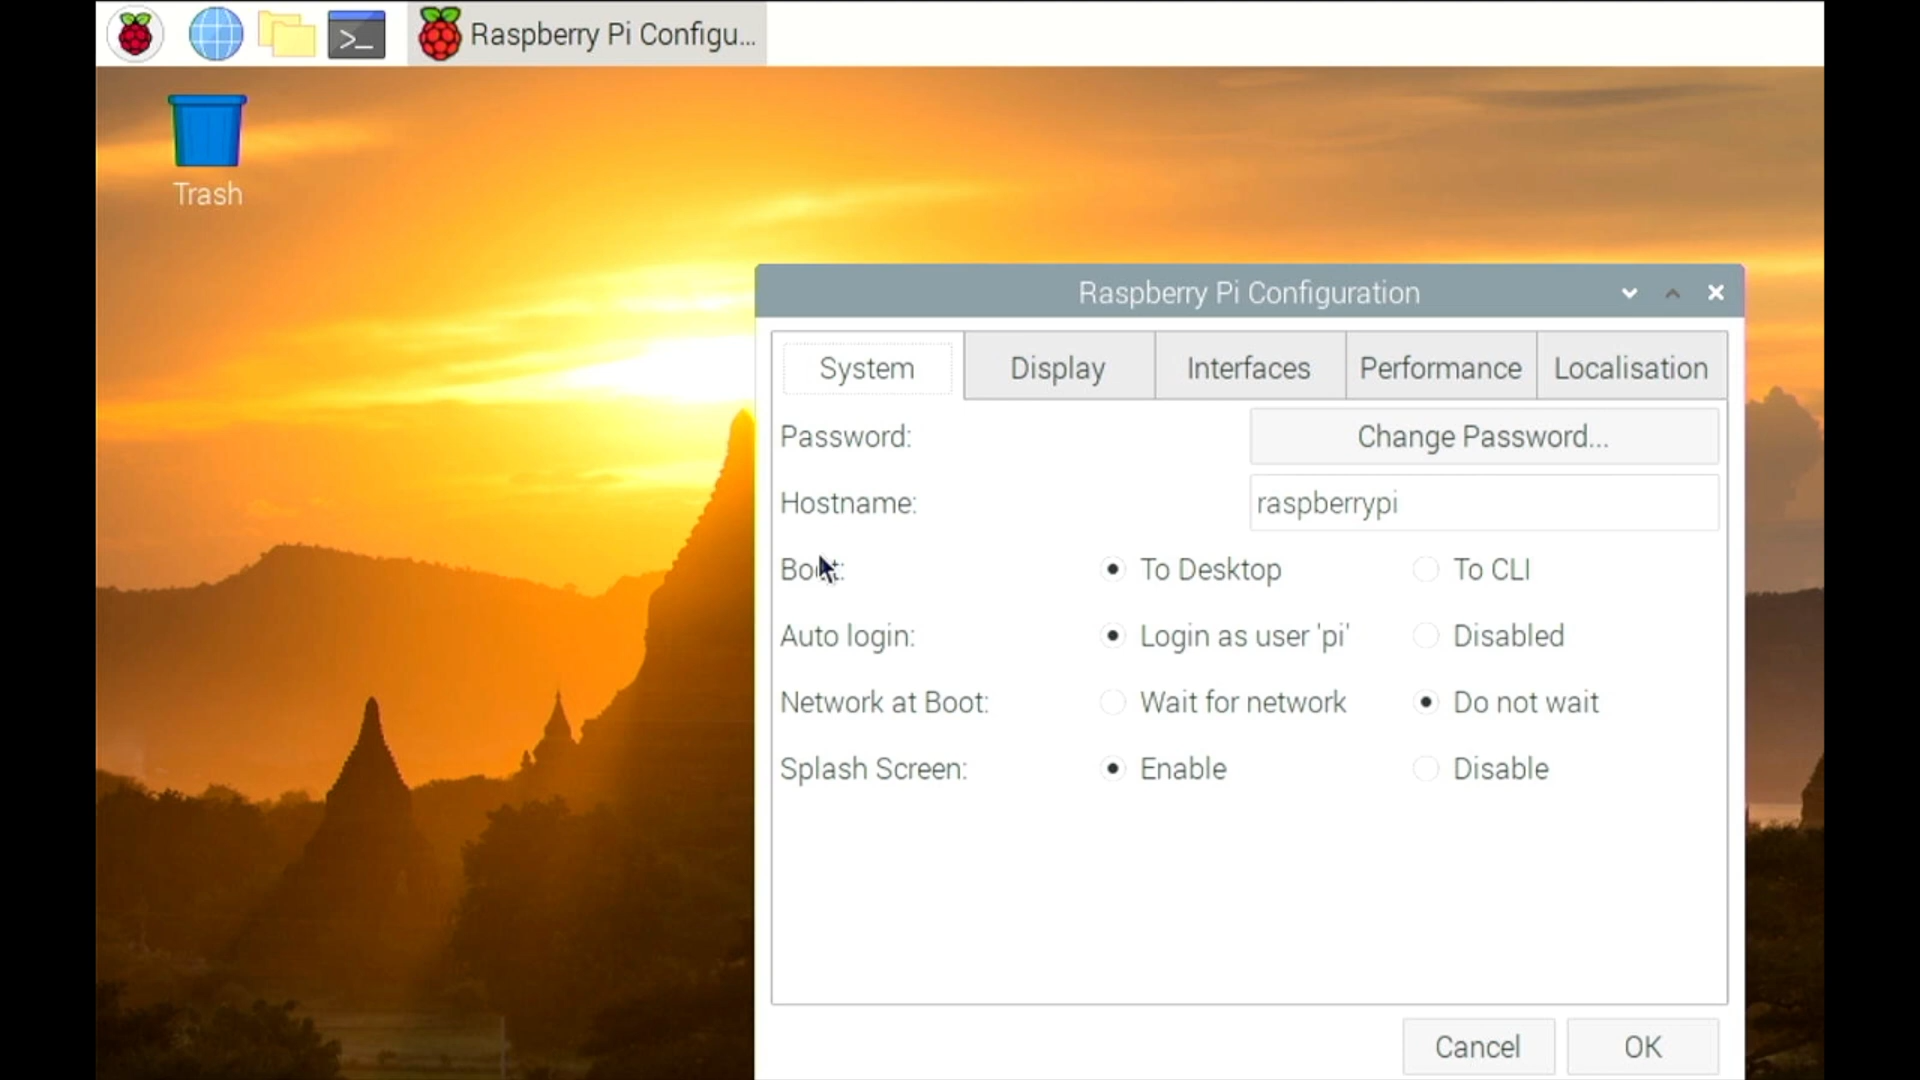 Raspberry Pi Configu...
Trash
Raspberry Pi Configuration
System Display Interfaces Performance Localisation
Password: Change Password...
Hostname: raspberrypi
Boot: To Desktop To CLI
Auto login: Login as user 'pi' Disabled
Network at Boot: Wait for network Do not wait
Splash Screen: Enable Disable
Cancel OK